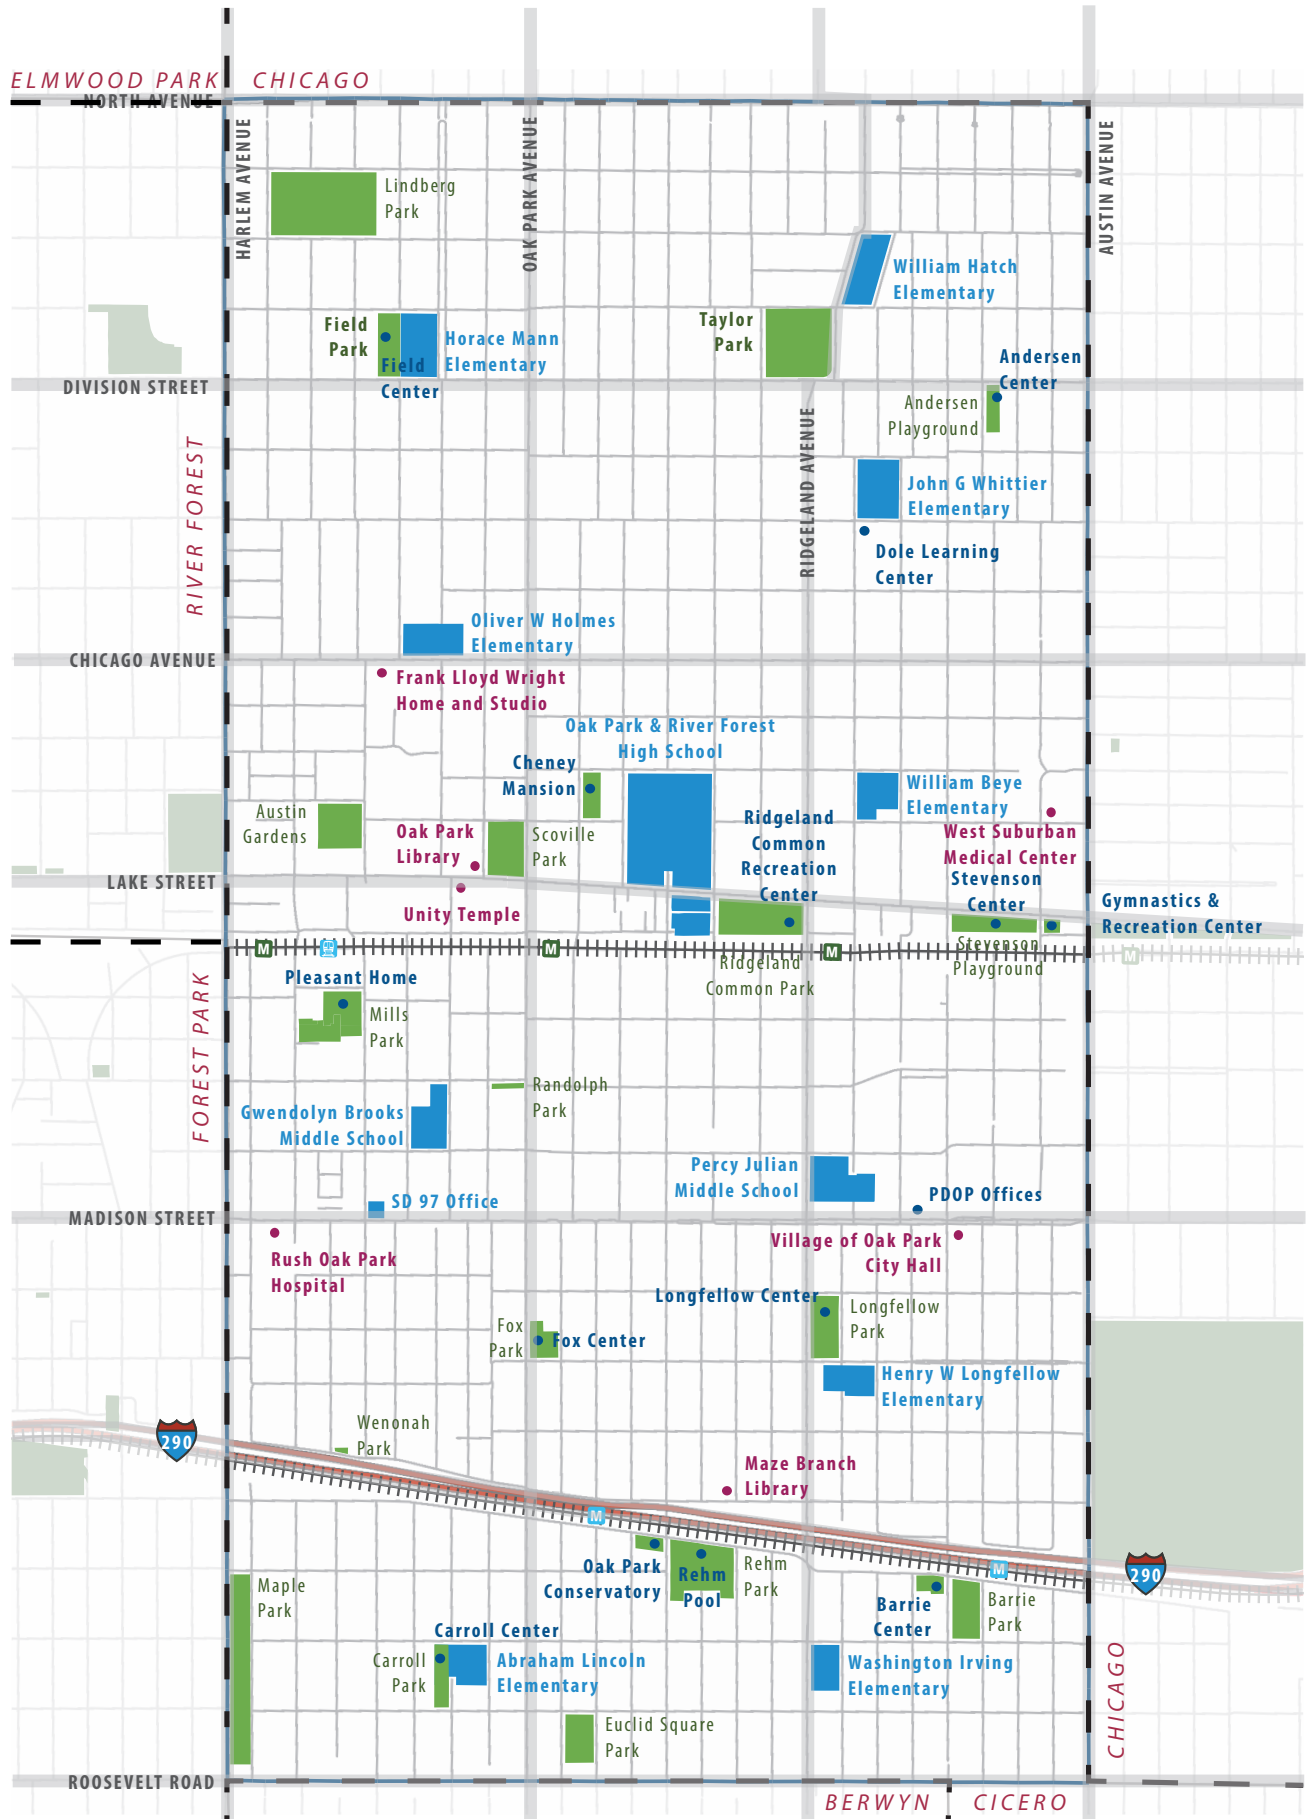 ELMWOOD PARK
CHICAGO
NORTH AVENUE
HARLEM AVENUE
OAK PARK AVENUE
AUSTIN AVENUE
Lindberg
Park
William Hatch
Elementary
Field
Park
Horace Mann
Elementary
Field
Center
Taylor
Park
Andersen
Center
DIVISION STREET
Andersen
Playground
RIDGELAND AVENUE
RIVER FOREST
John G Whittier
Elementary
Dole Learning
Center
Oliver W Holmes
Elementary
CHICAGO AVENUE
Frank Lloyd Wright
Home and Studio
Oak Park & River Forest
High School
Cheney
Mansion
William Beye
Elementary
Austin
Gardens
Oak Park
Library
Scoville
Park
Ridgeland
Common
Recreation
Center
West Suburban
Medical Center
Stevenson
Center
LAKE STREET
Unity Temple
Gymnastics &
Recreation Center
M
M
M
M
Stevenson
Playground
Ridgeland
Common Park
Pleasant Home
Mills
Park
FOREST PARK
Randolph
Park
Gwendolyn Brooks
Middle School
Percy Julian
Middle School
SD 97 Office
PDOP Offices
MADISON STREET
Rush Oak Park
Hospital
Village of Oak Park
City Hall
Longfellow Center
Longfellow
Park
Fox
Park
Fox Center
Henry W Longfellow
Elementary
Wenonah
Park
290
Maze Branch
Library
M
M
290
Oak Park
Conservatory
Rehm
Pool
Rehm
Park
Maple
Park
Barrie
Center
Barrie
Park
Carroll Center
Carroll
Park
Abraham Lincoln
Elementary
Washington Irving
Elementary
CHICAGO
Euclid Square
Park
ROOSEVELT ROAD
BERWYN
CICERO